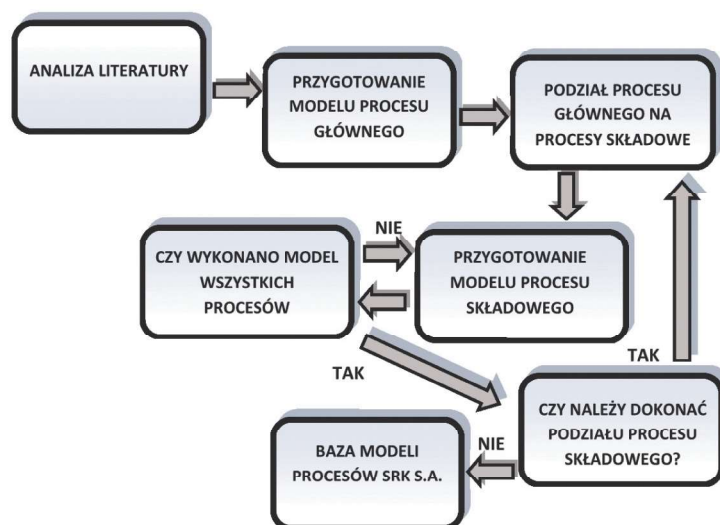 ANALIZA LITERATURY
PRZYGOTOWANIE
MODELU PROCESU
GŁÓWNEGO
PODZIAŁ PROCESU
GŁÓWNEGO NA
PROCESY SKŁADOWE
CZY WYKONANO MODEL
WSZYSTKICH
PROCESÓW
NIE
PRZYGOTOWANIE
MODELU PROCESU
SKŁADOWEGO
TAK
TAK
CZY NALEŻY DOKONAĆ
PODZIAŁU PROCESU
SKŁADOWEGO?
NIE
BAZA MODELI
PROCESÓW SRK S.A.